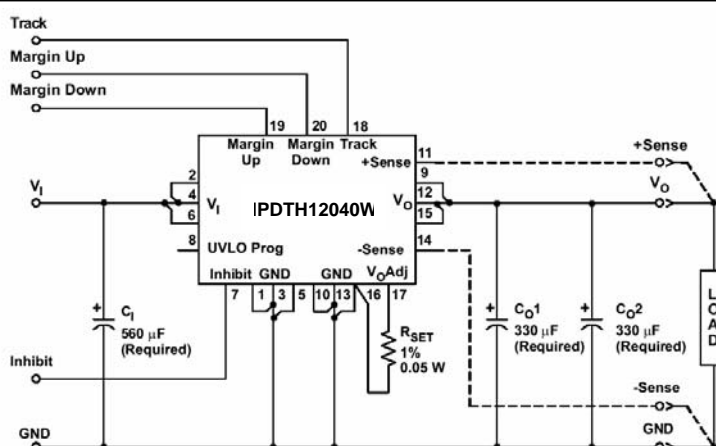 Track
Margin Up
Margin Down
19 20 18
Margin Up
Margin Down
Track
+Sense
11
+Sense
2
4
6
9
12
15
VI
VI
IPDTH12040W
VO
VO
8
UVLO Prog
-Sense
14
Inhibit GND GND VOAdj
7 1 3 5 10 13 16 17
+
CI
560 μF
(Required)
RSET
1%
0.05 W
+
CO1
330 μF
(Required)
+
CO2
330 μF
(Required)
L
O
A
D
Inhibit
-Sense
GND
GND